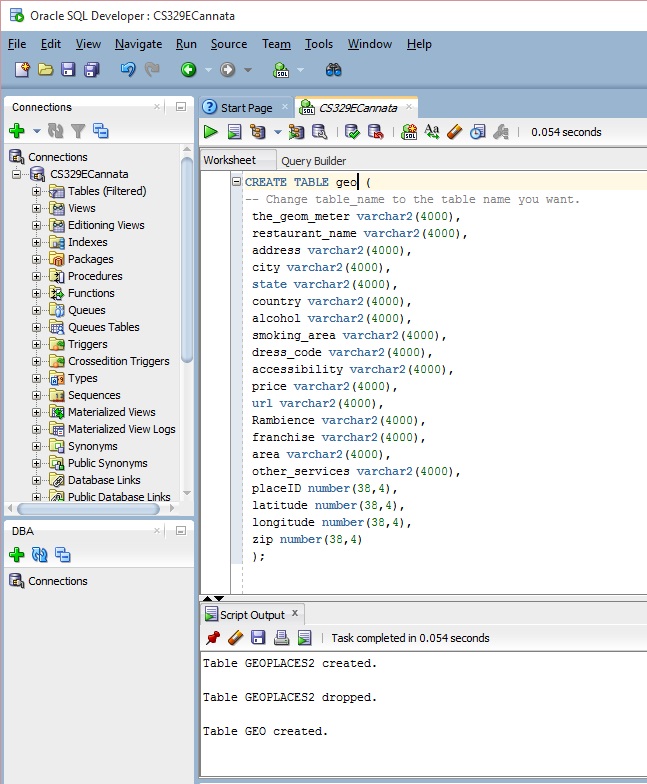 Oracle SQL Developer : CS329ECannata
File Edit View Navigate Run Source Team Tools Window Help
Connections
Connections
CS329ECannata
Tables (Filtered)
Views
Editioning Views
Indexes
Packages
Procedures
Functions
Queues
Queues Tables
Triggers
Crossedition Triggers
Types
Sequences
Materialized Views
Materialized View Logs
Synonyms
Public Synonyms
Database Links
Public Database Links
DBA
Connections
Start Page CS329ECannata
0.054 seconds
Worksheet Query Builder
CREATE TABLE geo (
-- Change table_name to the table name you want.
the_geom_meter varchar2(4000),
restaurant_name varchar2(4000),
address varchar2(4000),
city varchar2(4000),
state varchar2(4000),
country varchar2(4000),
alcohol varchar2(4000),
smoking_area varchar2(4000),
dress_code varchar2(4000),
accessibility varchar2(4000),
price varchar2(4000),
url varchar2(4000),
Rambience varchar2(4000),
franchise varchar2(4000),
area varchar2(4000),
other_services varchar2(4000),
placeID number(38,4),
latitude number(38,4),
longitude number(38,4),
zip number(38,4)
);
Script Output
Task completed in 0.054 seconds
Table GEOPLACES2 created.
Table GEOPLACES2 dropped.
Table GEO created.